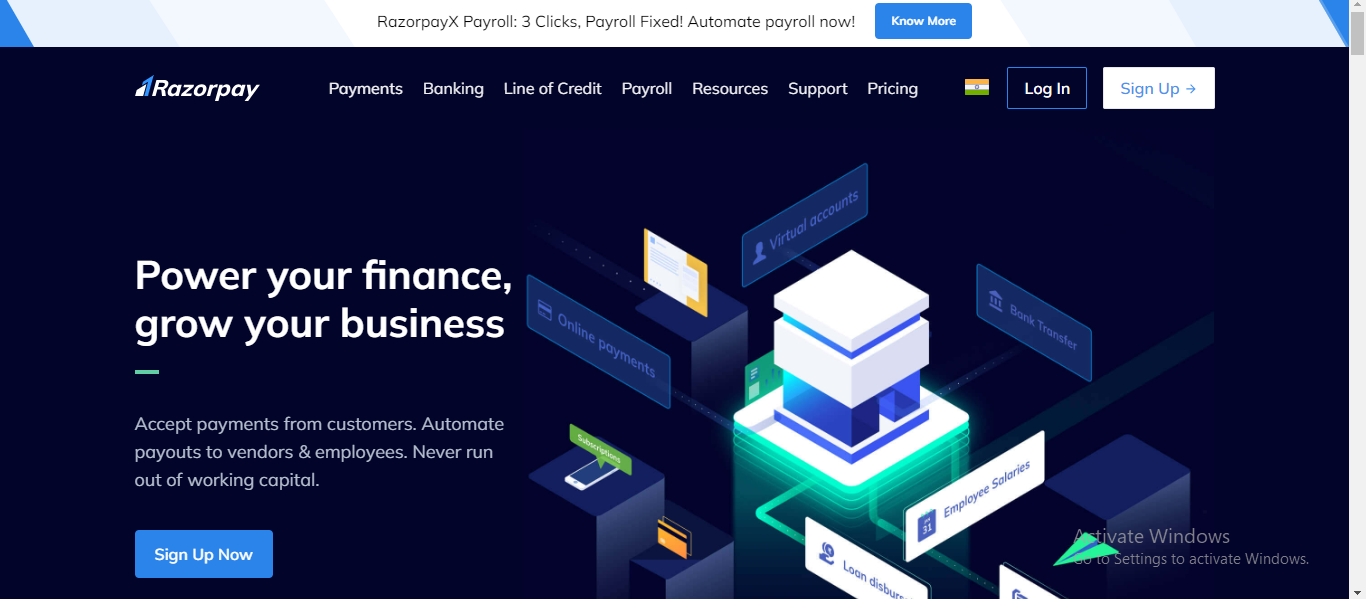 RazorpayX Payroll: 3 Clicks, Payroll Fixed! Automate payroll now!
Know More
Razorpay
Payments
Banking
Line of Credit
Payroll
Resources
Support
Pricing
Log In
Sign Up →
Virtual accounts
Power your finance,
grow your business
Online payments
Bank Transfer
Accept payments from customers. Automate
payouts to vendors & employees. Never run
out of working capital.
Subscriptions
Employee Salaries
31
Loan disburs
Sign Up Now
Activate Windows
Go to Settings to activate Windows.